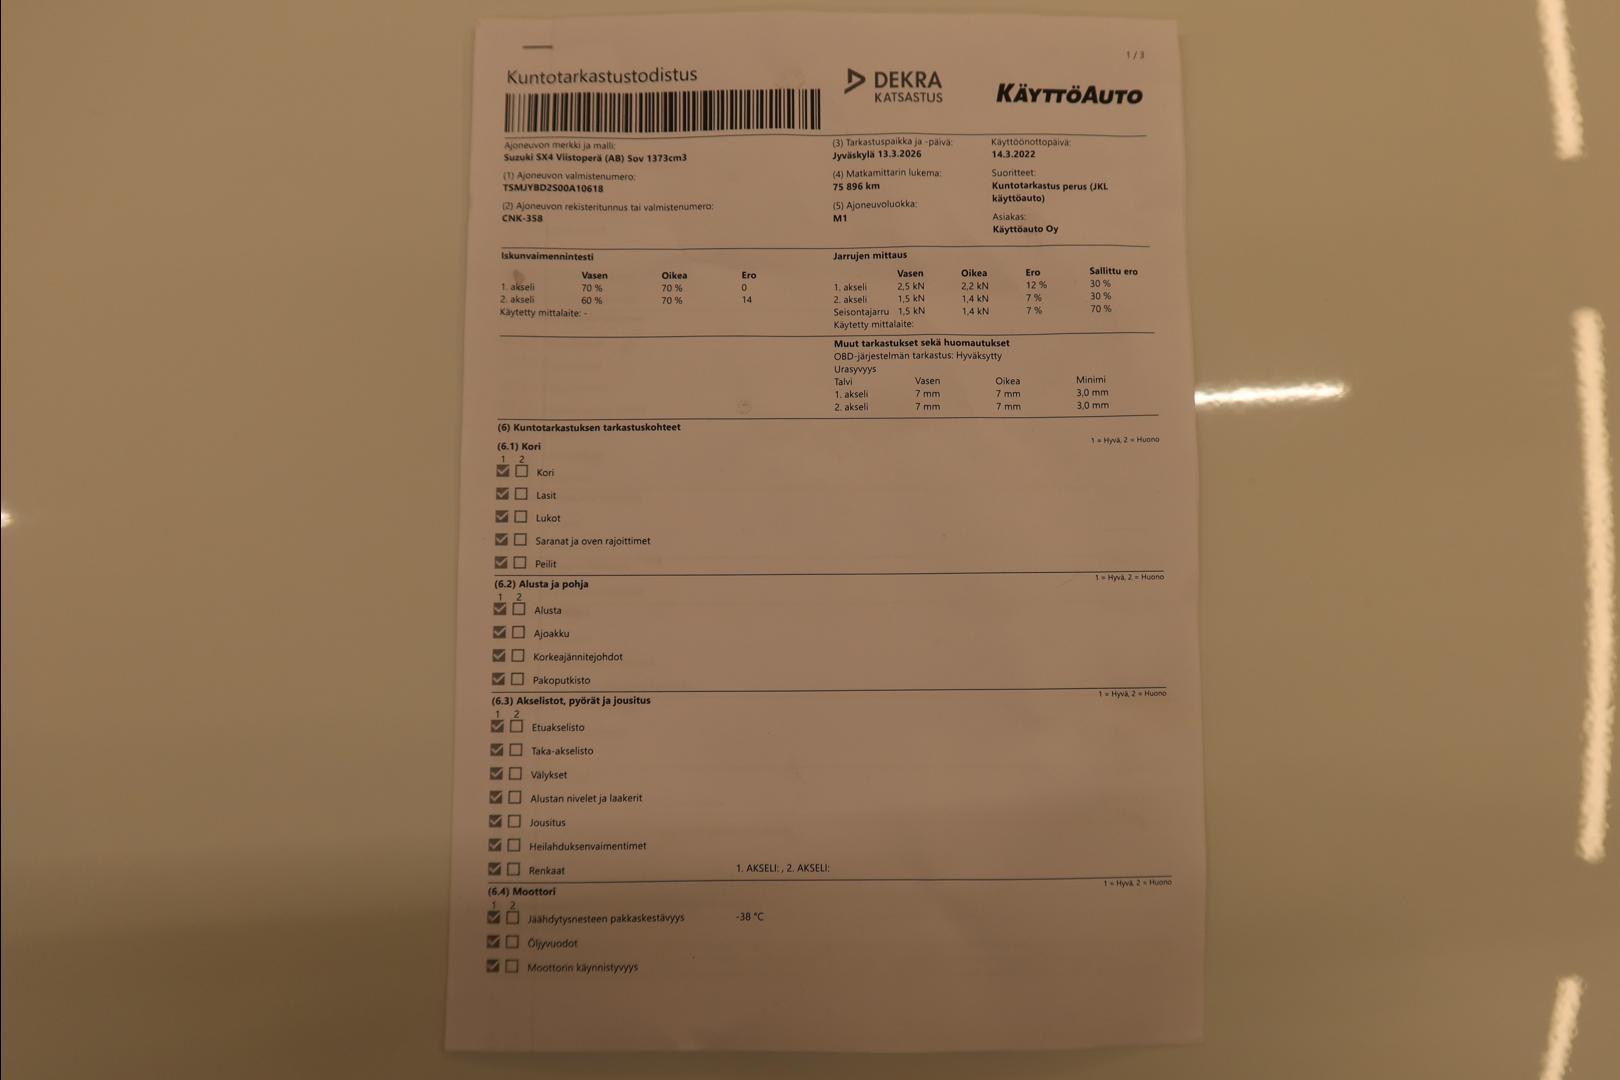 1 / 3
Kuntotarkastustodistus
DEKRA
KATSASTUS
KÄYTTÖAUTO
Ajoneuvon merkki ja malli:
Suzuki SX4 Viistoperä (AB) 5ov 1373cm3
(1) Ajoneuvon valmistenumero:
TSMJYBD2S00A10618
(2) Ajoneuvon rekisteritunnus tai valmistenumero:
CNK-358
(3) Tarkastuspaikka ja -päivä:
Jyväskylä 13.3.2026
(4) Matkamittarin lukema:
75 896 km
(5) Ajoneuvoluokka:
M1
Käyttöönottopäivä:
14.3.2022
Suoritteet:
Kuntotarkastus perus (JKL
käyttöauto)
Asiakas:
Käyttöauto Oy
Iskunvaimennintesti
Vasen Oikea Ero
1. akseli 70 % 70 % 0
2. akseli 60 % 70 % 14
Käytetty mittalaite: -
Jarrujen mittaus
Vasen Oikea Ero Sallittu ero
1. akseli 2,5 kN 2,2 kN 12 % 30 %
2. akseli 1,5 kN 1,4 kN 7 % 30 %
Seisontajarru 1,5 kN 1,4 kN 7 % 70 %
Käytetty mittalaite:
Muut tarkastukset sekä huomautukset
OBD-järjestelmän tarkastus: Hyväksytty
Urasyvyys
Talvi Vasen Oikea Minimi
1. akseli 7 mm 7 mm 3,0 mm
2. akseli 7 mm 7 mm 3,0 mm
(6) Kuntotarkastuksen tarkastuskohteet
(6.1) Kori 1 = Hyvä, 2 = Huono
1 2
Kori
Lasit
Lukot
Saranat ja oven rajoittimet
Peilit
(6.2) Alusta ja pohja 1 = Hyvä, 2 = Huono
1 2
Alusta
Ajoakku
Korkeajännitejohdot
Pakoputkisto
(6.3) Akselistot, pyörät ja jousitus 1 = Hyvä, 2 = Huono
1 2
Etuakselisto
Taka-akselisto
Välykset
Alustan nivelet ja laakerit
Jousitus
Heilahduksenvaimentimet
Renkaat 1. AKSELI: , 2. AKSELI:
(6.4) Moottori 1 = Hyvä, 2 = Huono
1 2
Jäähdytysnesteen pakkaskestävyys -38 °C
Öljyvuodot
Moottorin käynnistyvyys